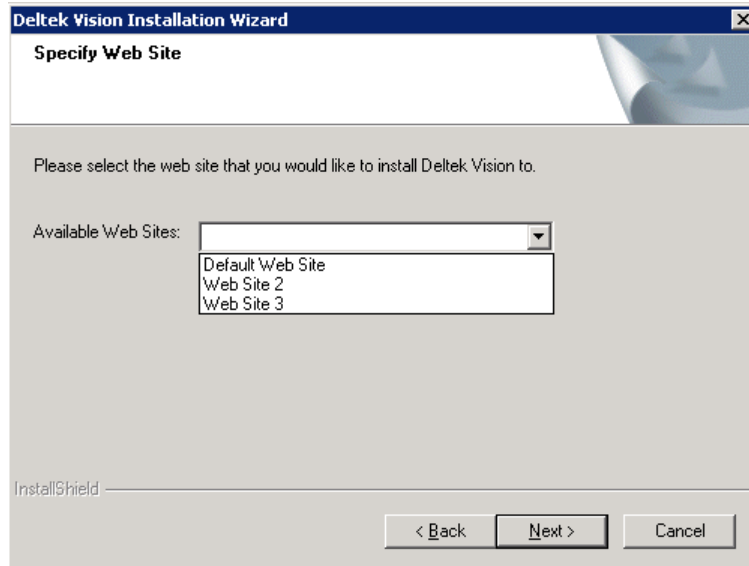 Deltek Vision Installation Wizard
Specify Web Site
Please select the web site that you would like to install Deltek Vision to.
Available Web Sites:
Default Web Site
Web Site 2
Web Site 3
InstallShield
< Back Next > Cancel